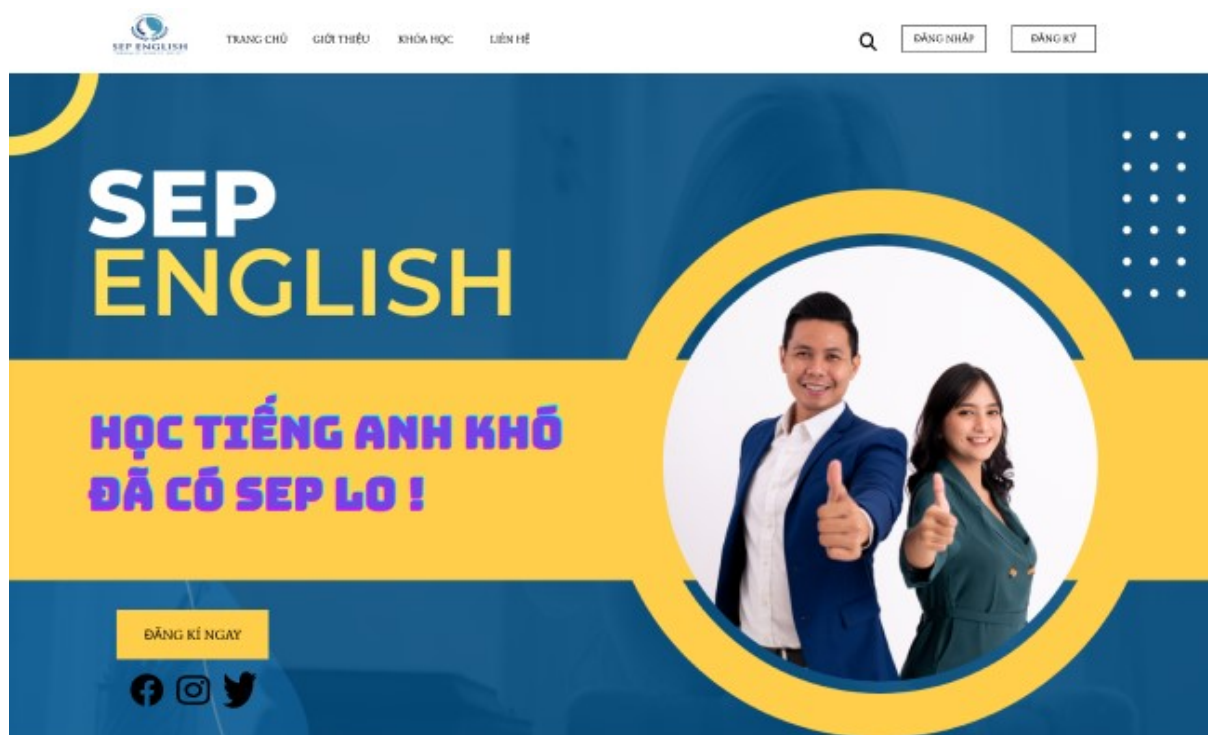 SEP ENGLISH
TRANG CHỦ
GIỚI THIỆU
KHÓA HỌC
LIÊN HỆ
ĐĂNG NHẬP
ĐĂNG KÝ
SEP
ENGLISH
HỌC TIẾNG ANH KHÓ
ĐÃ CÓ SEP LO !
ĐĂNG KÍ NGAY